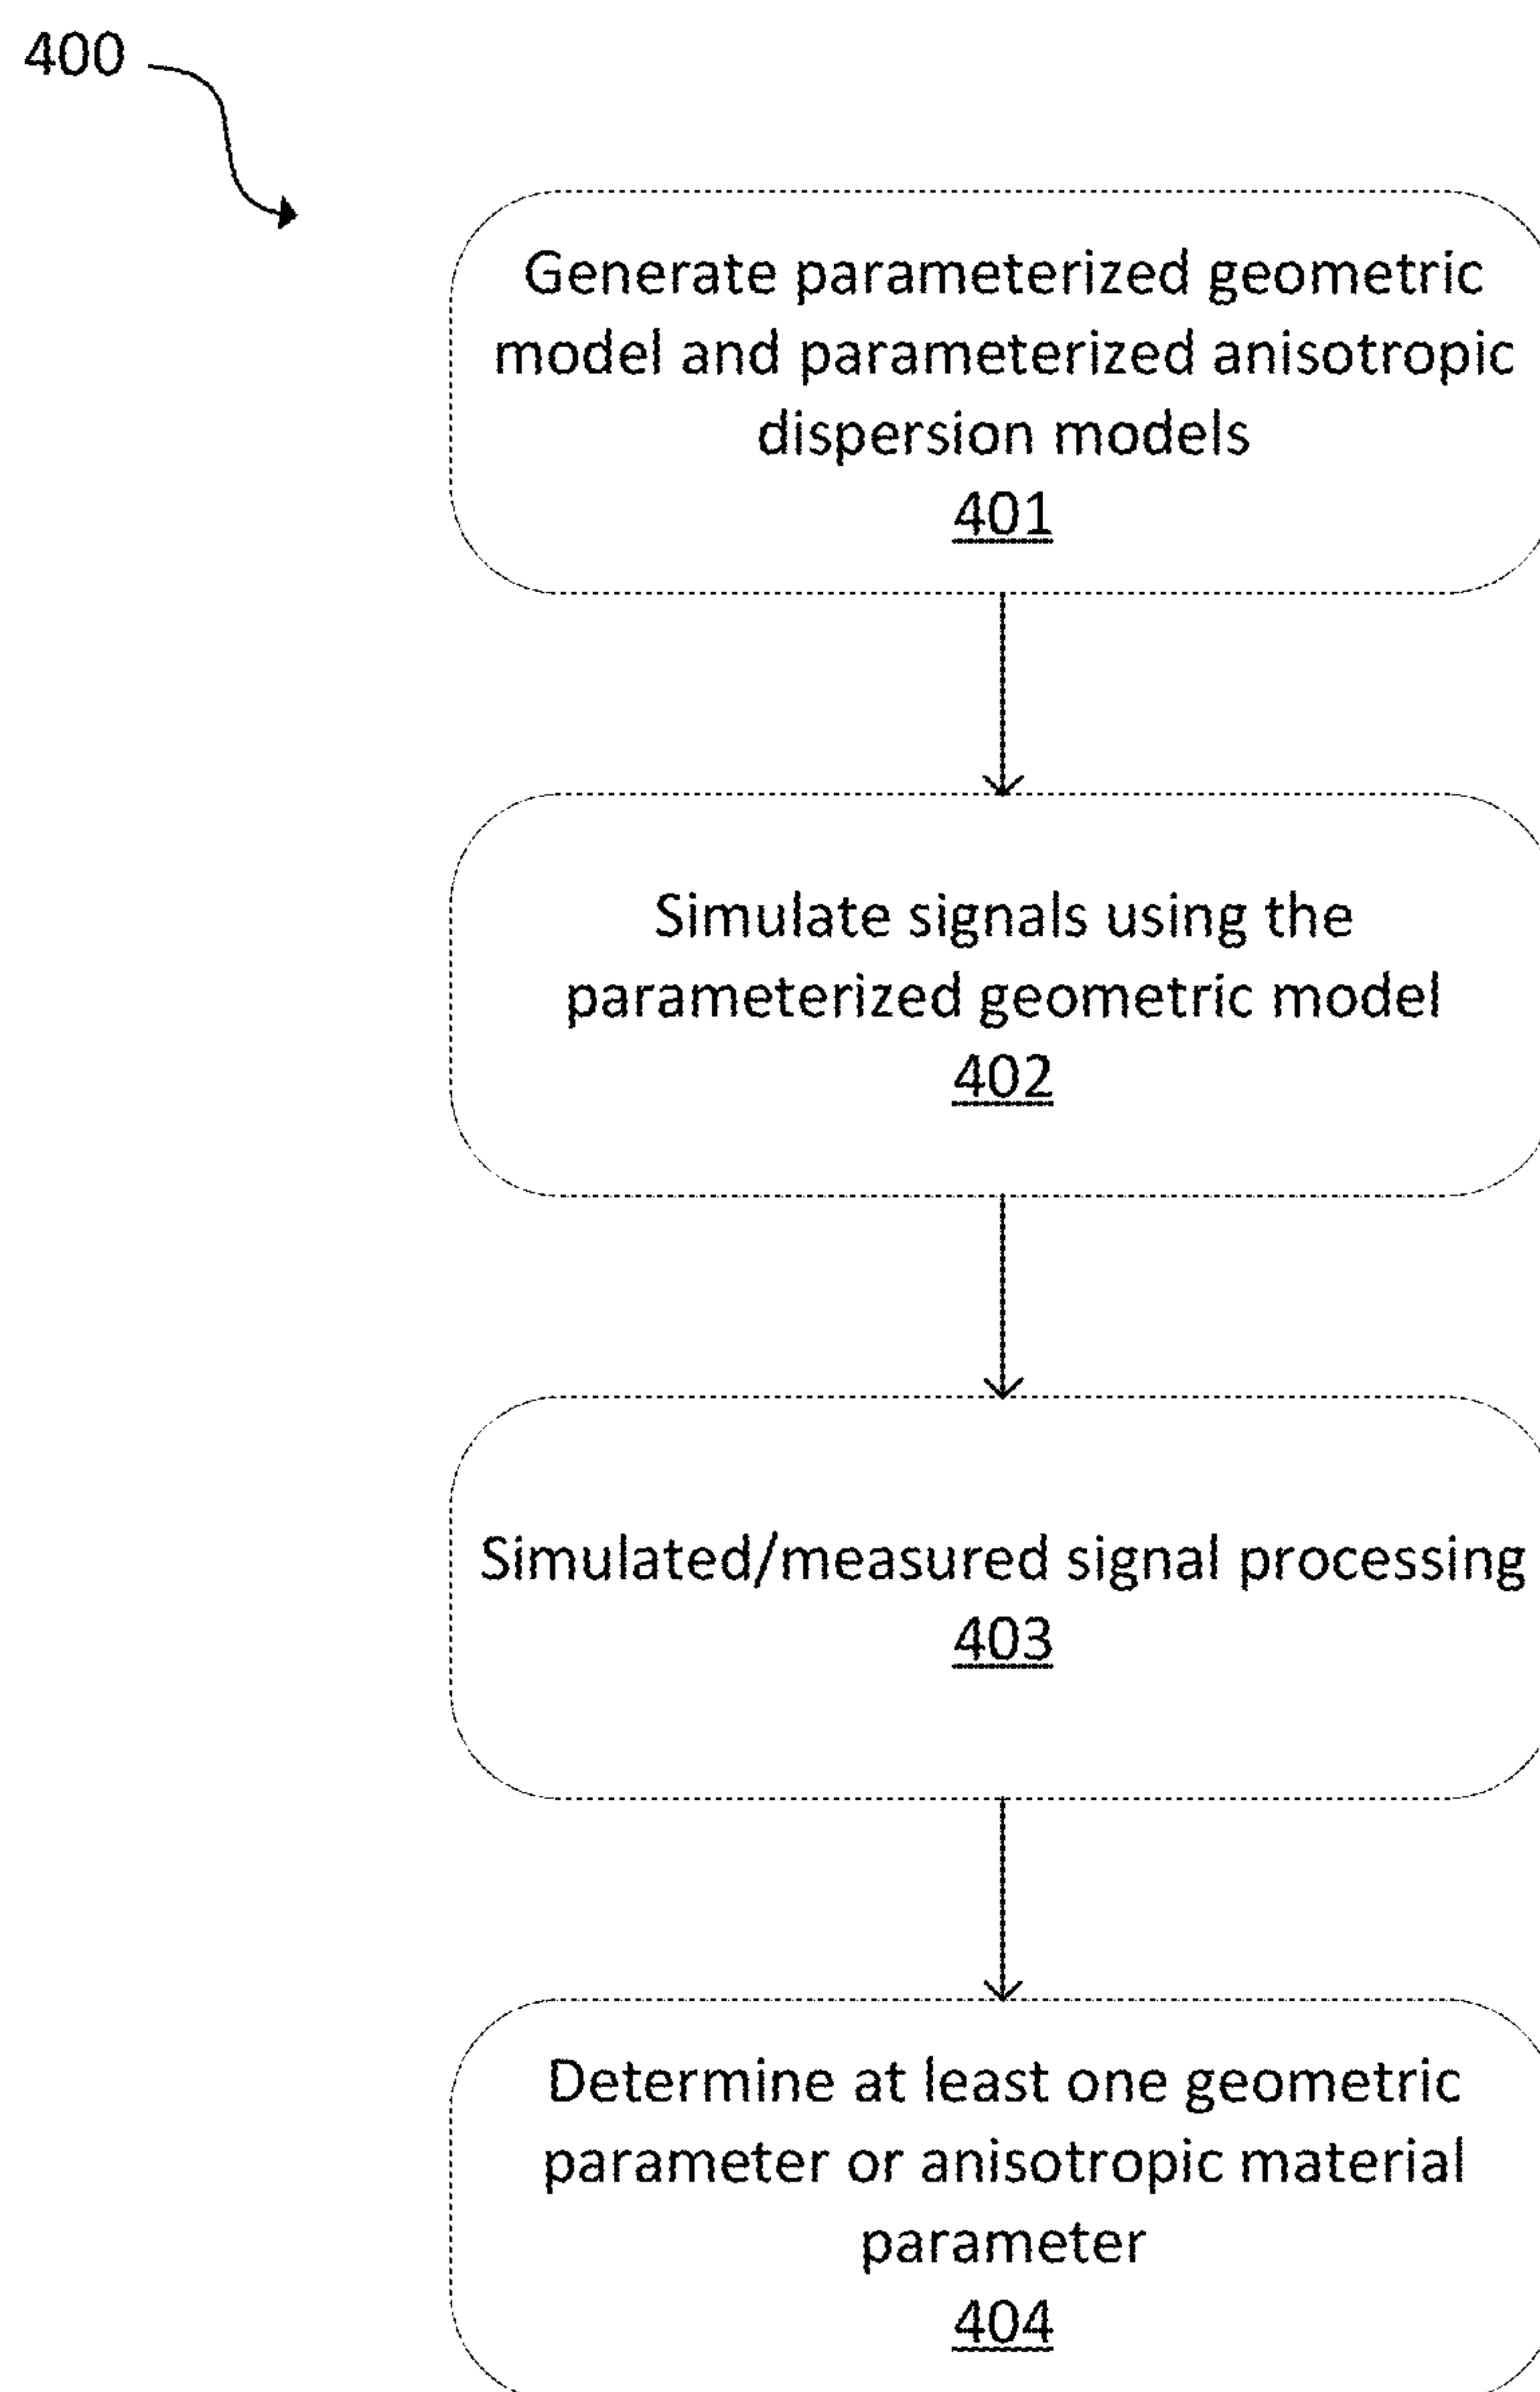 400
Generate parameterized geometric
model and parameterized anisotropic
dispersion models
401
Simulate signals using the
parameterized geometric model
402
Simulated/measured signal processing
403
Determine at least one geometric
parameter or anisotropic material
parameter
404